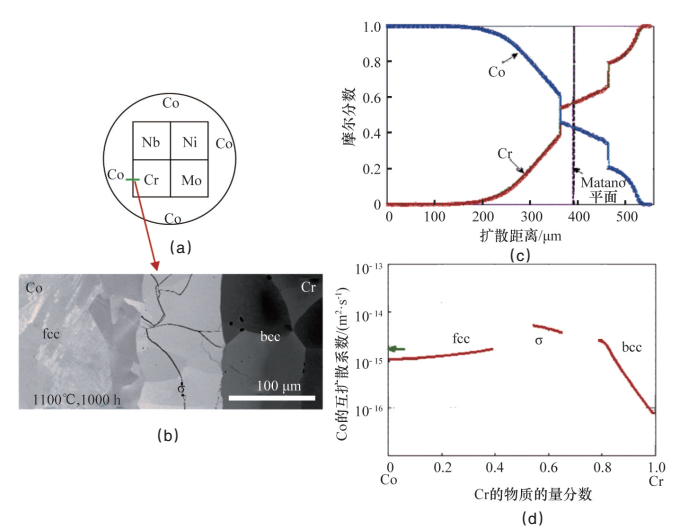 Co
Nb
Ni
Co
Co
Cr
Mo
Co
(a)
Co
Cr
fcc
bcc
σ
100 μm
1100℃,1000 h
(b)
1.0
0.8
0.6
0.4
0.2
0
摩尔分数
Co
Cr
Matano
平面
0
100
200
300
400
500
扩散距离/μm
(c)
10-13
10-14
10-15
10-16
Co的互扩散系数/(m²·s⁻¹)
fcc
σ
bcc
0
0.2
0.4
0.6
0.8
1.0
Co
Cr
Cr的物质的量分数
(d)